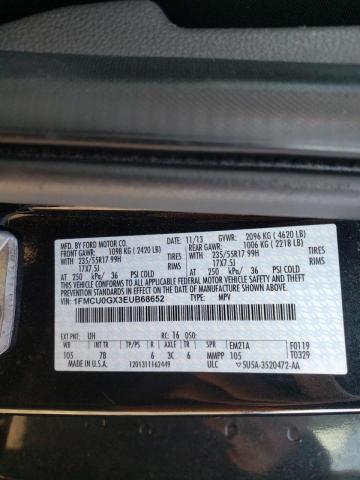 MFD. BY FORD MOTOR CO. 11/13 GVWR: 2096 KG ( 4620 LB)
FRONT GAWR: 1098 KG ( 2420 LB) REAR GAWR: 1006 KG ( 2218 LB)
WITH WITH
235/55R17 99H TIRES 235/55R17 99H TIRES
17X7.5J RIMS 17X7.5J RIMS
AT 250 kPa/ 36 PSI COLD AT 250 kPa/ 36 PSI COLD
THIS VEHICLE CONFORMS TO ALL APPLICABLE FEDERAL MOTOR VEHICLE SAFETY AND THEFT PREVENTION STANDARDS IN EFFECT ON THE DATE OF MANUFACTURE SHOWN ABOVE.
VIN: 1FMCU0GX3EUB68652
TYPE: MPV
EXT PNT: UH RC: 16 DSO:
WB INT TR TP/PS R AXLE TR SPR EM21A F0119
105 7B 6 3C 6 MMPP 105 T0329
1201311162449 ULC 5U5A-3520472-AA